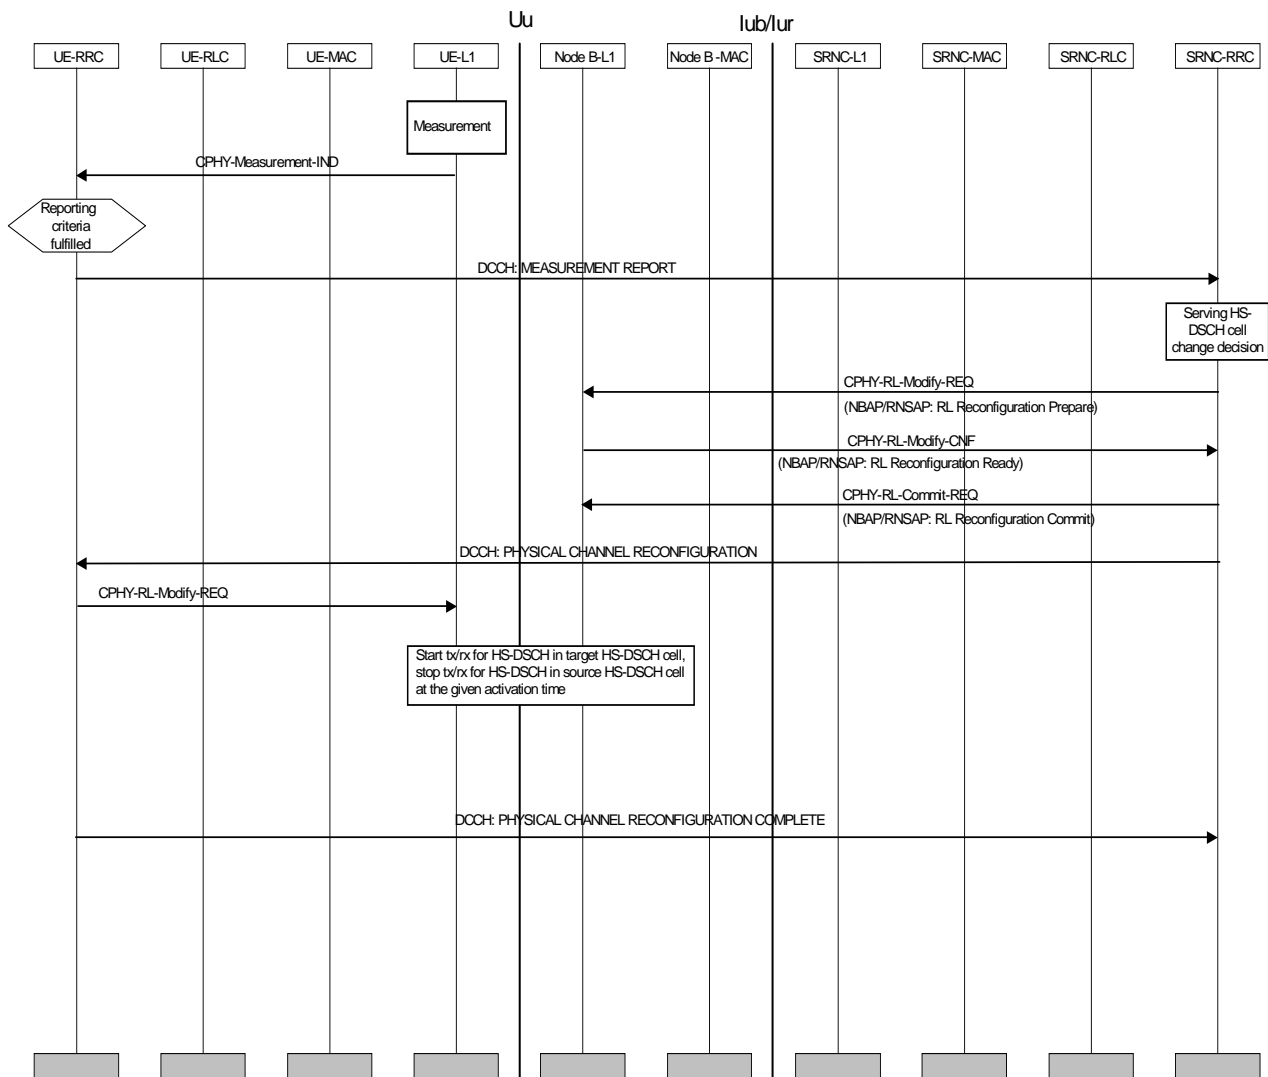 Uu
Iub/Iur
UE-RRC
UE-RLC
UE-MAC
UE-L1
Node B-L1
Node B -MAC
SRNC-L1
SRNC-MAC
SRNC-RLC
SRNC-RRC
Measurement
CPHY-Measurement-IND
Reporting
criteria
fulfilled
DCCH: MEASUREMENT REPORT
Serving HS-
DSCH cell
change decision
CPHY-RL-Modify-REQ
(NBAP/RNSAP: RL Reconfiguration Prepare)
CPHY-RL-Modify-CNF
(NBAP/RNSAP: RL Reconfiguration Ready)
CPHY-RL-Commit-REQ
(NBAP/RNSAP: RL Reconfiguration Commit)
DCCH: PHYSICAL CHANNEL RECONFIGURATION
CPHY-RL-Modify-REQ
Start tx/rx for HS-DSCH in target HS-DSCH cell,
stop tx/rx for HS-DSCH in source HS-DSCH cell
at the given activation time
DCCH: PHYSICAL CHANNEL RECONFIGURATION COMPLETE